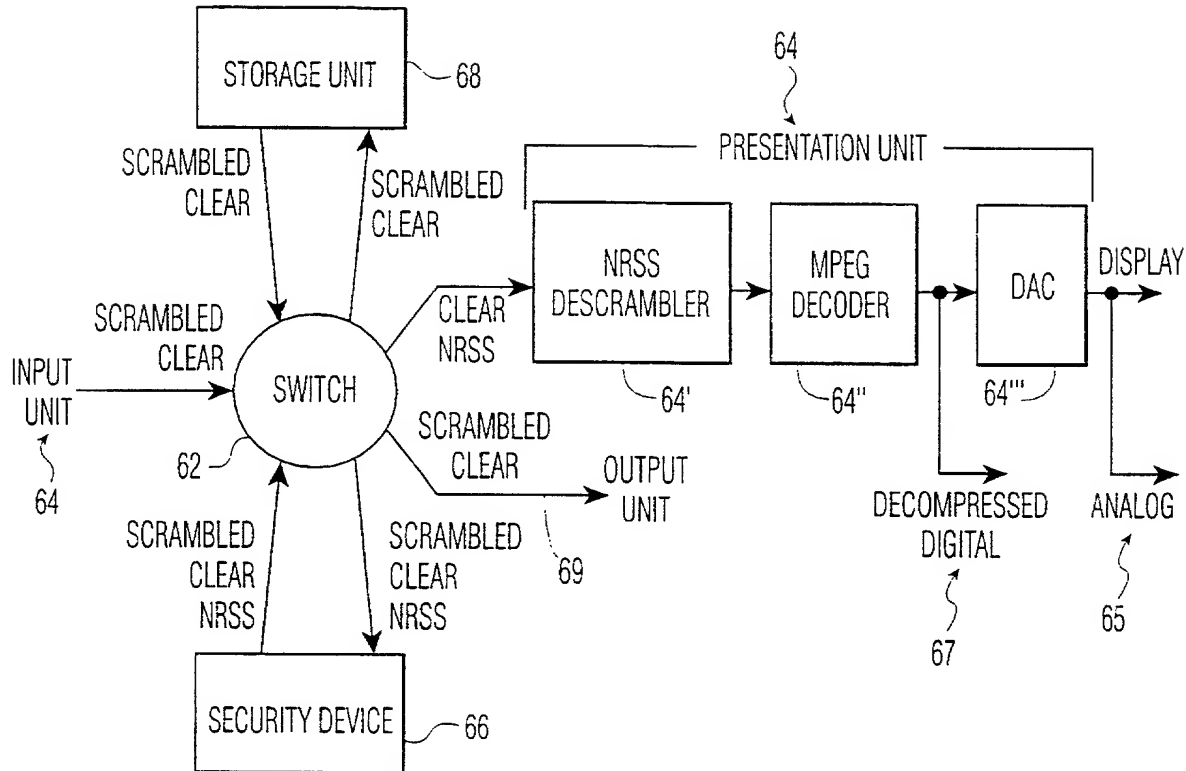 STORAGE UNIT
68
SCRAMBLED
CLEAR
SCRAMBLED
CLEAR
64
PRESENTATION UNIT
NRSS
DESCRAMBLER
64'
MPEG
DECODER
64''
DAC
64'''
DISPLAY
CLEAR
NRSS
SCRAMBLED
CLEAR
INPUT
UNIT
64
SWITCH
62
SCRAMBLED
CLEAR
69
OUTPUT
UNIT
DECOMPRESSED
DIGITAL
67
ANALOG
65
SCRAMBLED
CLEAR
NRSS
SCRAMBLED
CLEAR
NRSS
SECURITY DEVICE
66